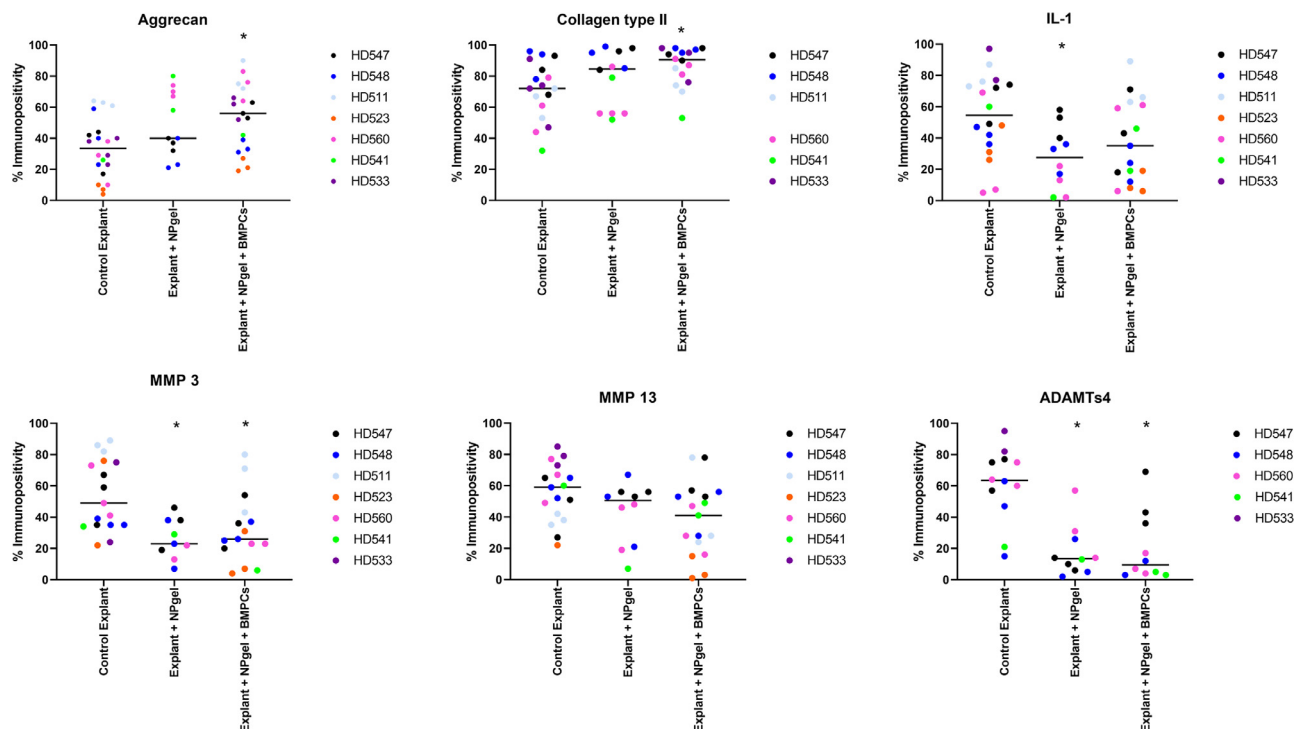 Aggrecan
*
% Immunopositivity
100
80
60
40
20
0
Control Explant
Explant + NPgel
Explant + NPgel + BMPCs
HD547
HD548
HD511
HD523
HD560
HD541
HD533
Collagen type II
*
% Immunopositivity
100
80
60
40
20
0
Control Explant
Explant + NPgel
Explant + NPgel + BMPCs
HD547
HD548
HD511
HD560
HD541
HD533
IL-1
*
% Immunopositivity
100
80
60
40
20
0
Control Explant
Explant + NPgel
Explant + NPgel + BMPCs
HD547
HD548
HD511
HD523
HD560
HD541
HD533
MMP 3
* *
% Immunopositivity
100
80
60
40
20
0
Control Explant
Explant + NPgel
Explant + NPgel + BMPCs
HD547
HD548
HD511
HD523
HD560
HD541
HD533
MMP 13
% Immunopositivity
100
80
60
40
20
0
Control Explant
Explant + NPgel
Explant + NPgel + BMPCs
HD547
HD548
HD511
HD523
HD560
HD541
HD533
ADAMTs4
* *
% Immunopositivity
100
80
60
40
20
0
Control Explant
Explant + NPgel
Explant + NPgel + BMPCs
HD547
HD548
HD560
HD541
HD533